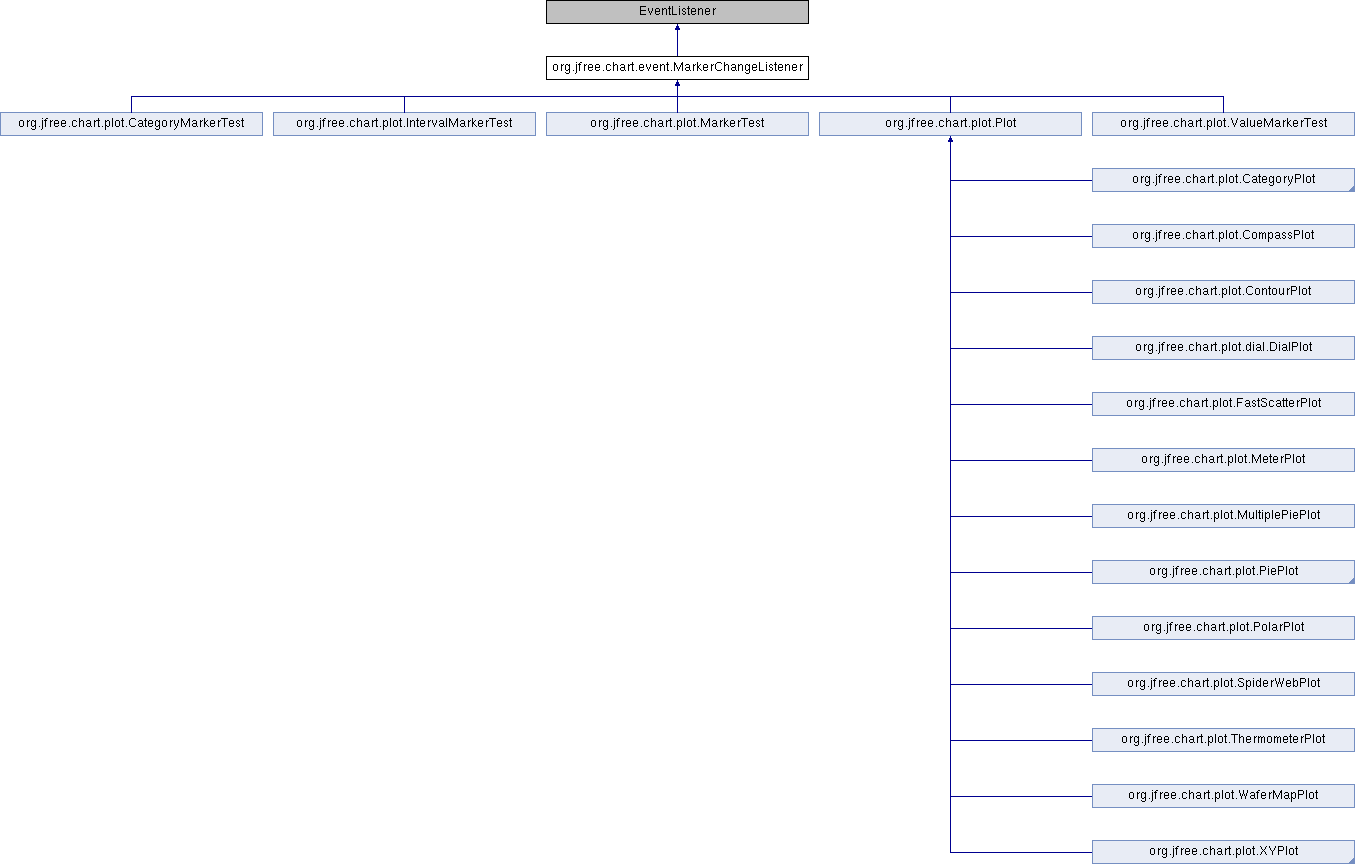 EventListener
org.jfree.chart.event.MarkerChangeListener
org.jfree.chart.plot.CategoryMarkerTest
org.jfree.chart.plot.IntervalMarkerTest
org.jfree.chart.plot.MarkerTest
org.jfree.chart.plot.Plot
org.jfree.chart.plot.ValueMarkerTest
org.jfree.chart.plot.CategoryPlot
org.jfree.chart.plot.CompassPlot
org.jfree.chart.plot.ContourPlot
org.jfree.chart.plot.dial.DialPlot
org.jfree.chart.plot.FastScatterPlot
org.jfree.chart.plot.MeterPlot
org.jfree.chart.plot.MultiplePiePlot
org.jfree.chart.plot.PiePlot
org.jfree.chart.plot.PolarPlot
org.jfree.chart.plot.SpiderWebPlot
org.jfree.chart.plot.ThermometerPlot
org.jfree.chart.plot.WaferMapPlot
org.jfree.chart.plot.XYPlot